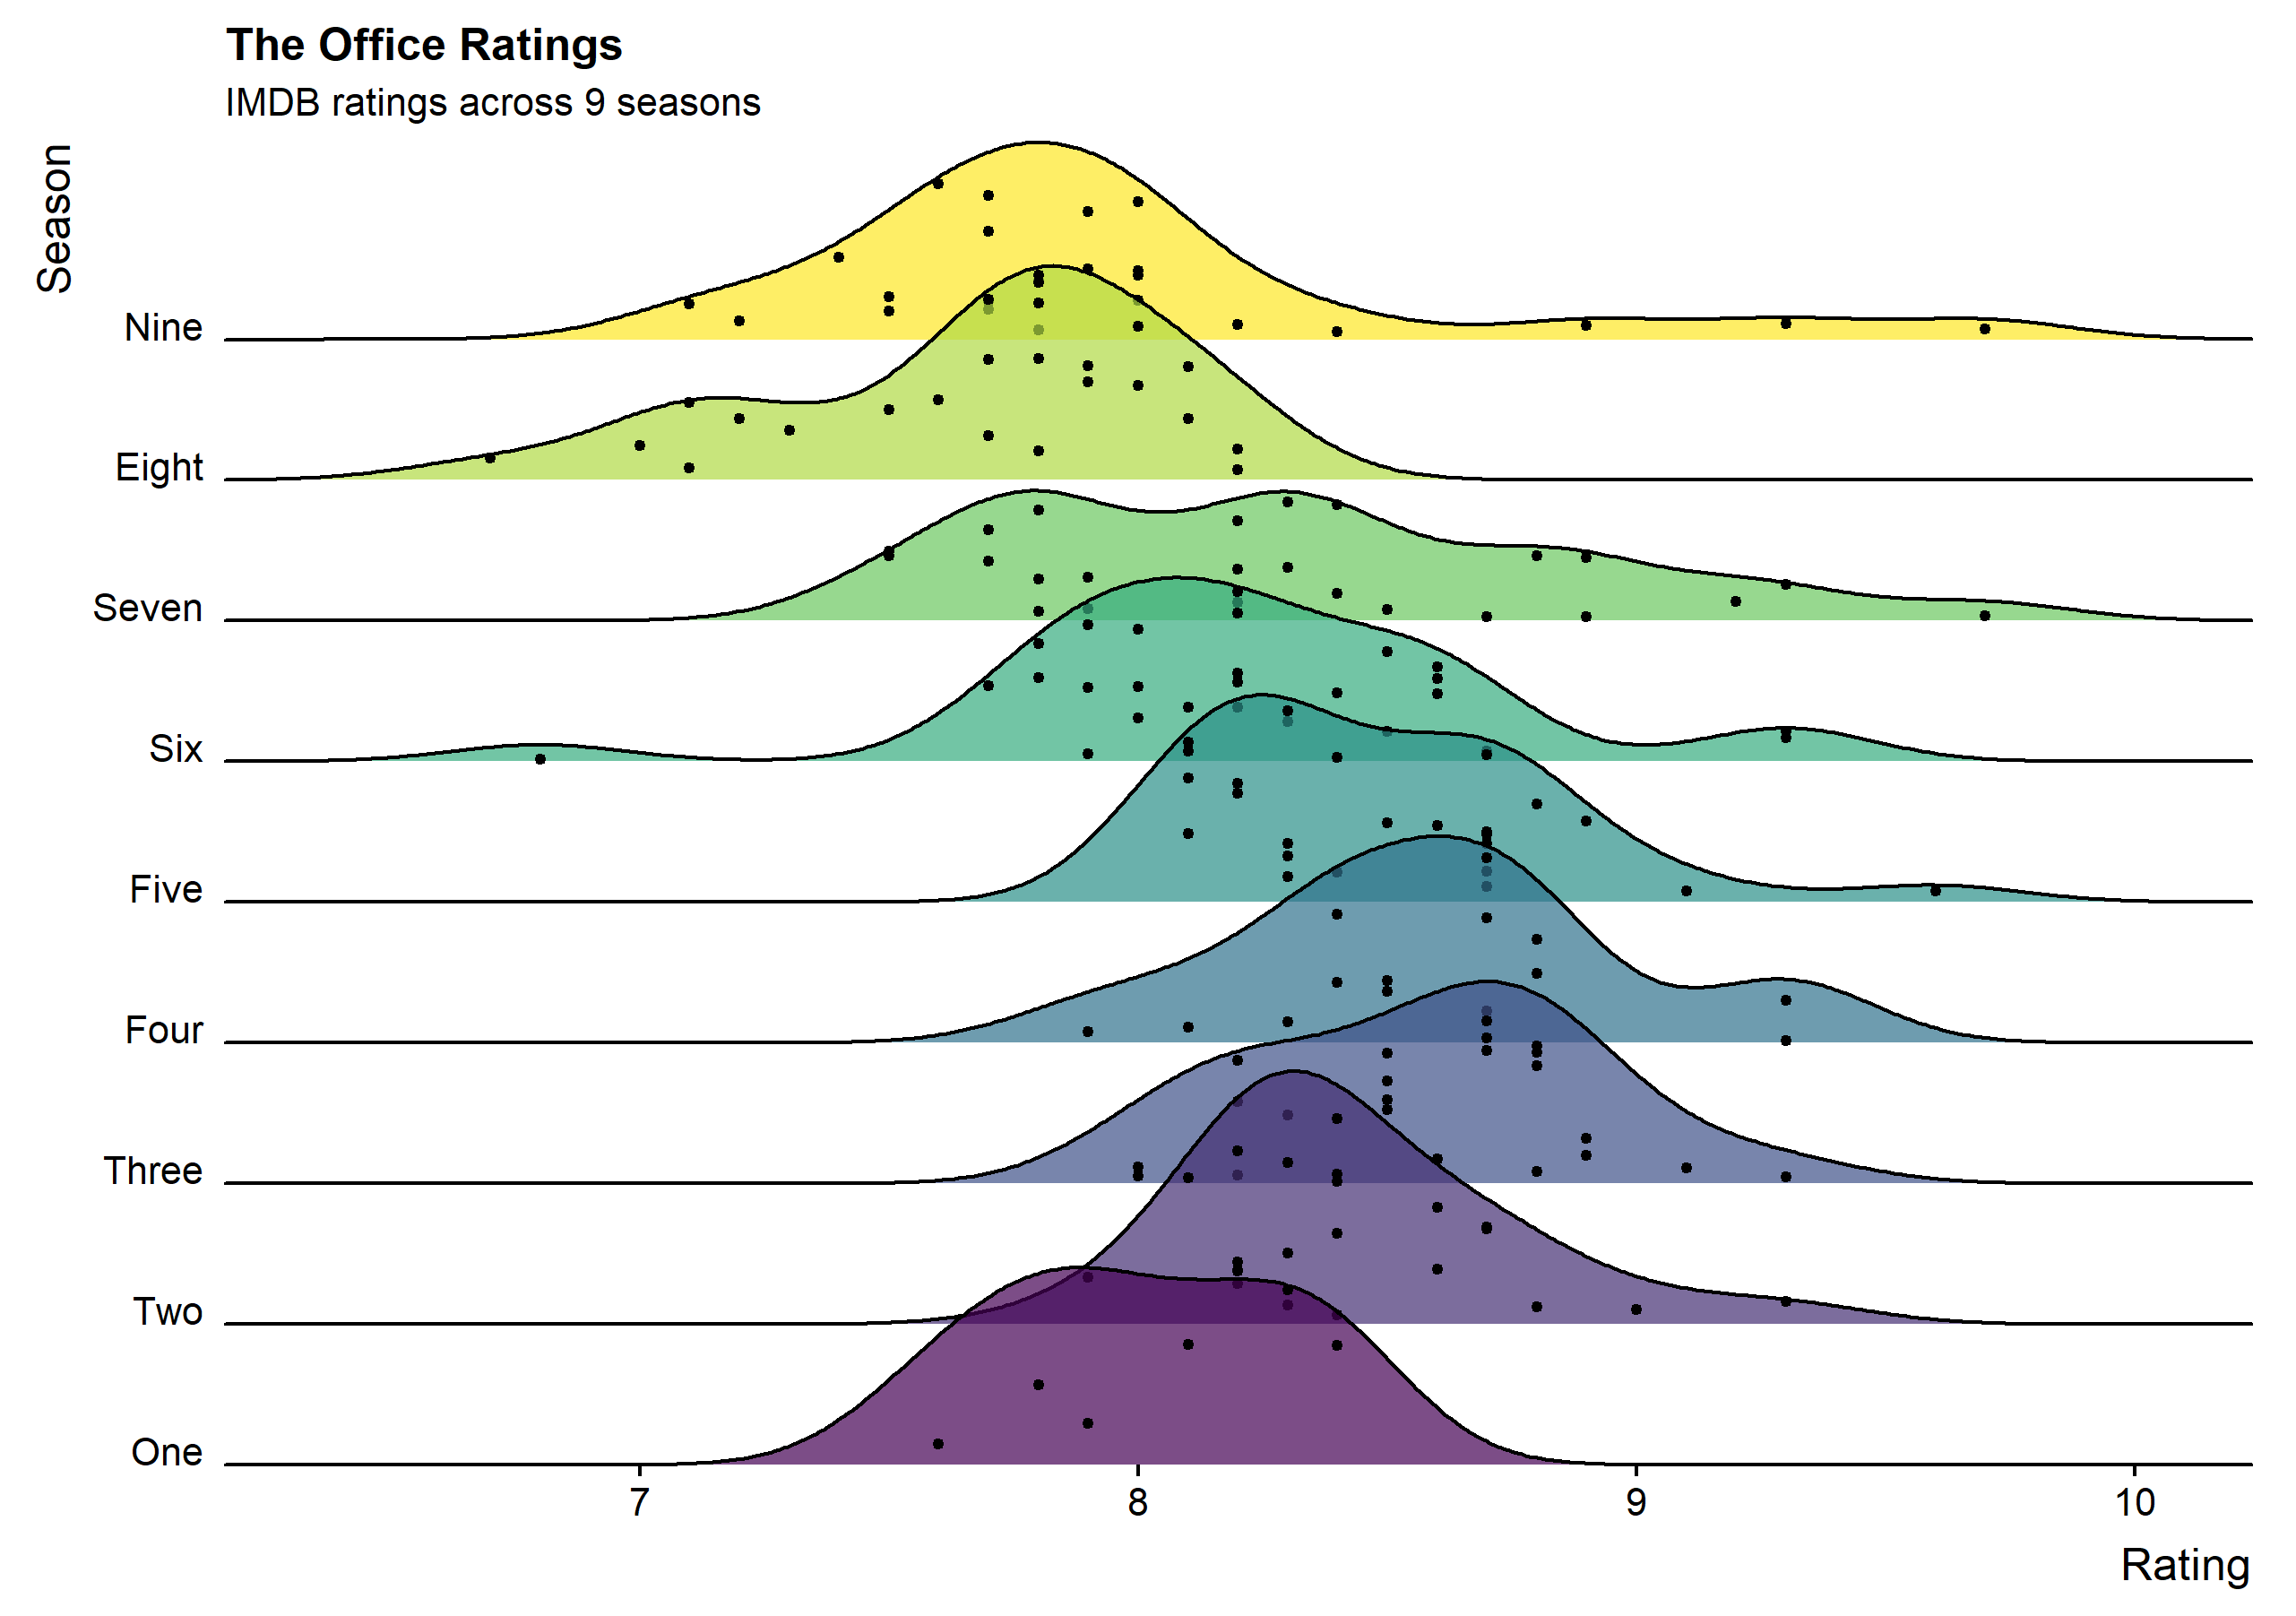 The Office Ratings
IMDB ratings across 9 seasons
Season
Nine
Eight
Seven
Six
Five
Four
Three
Two
One
7 8 9 10
Rating